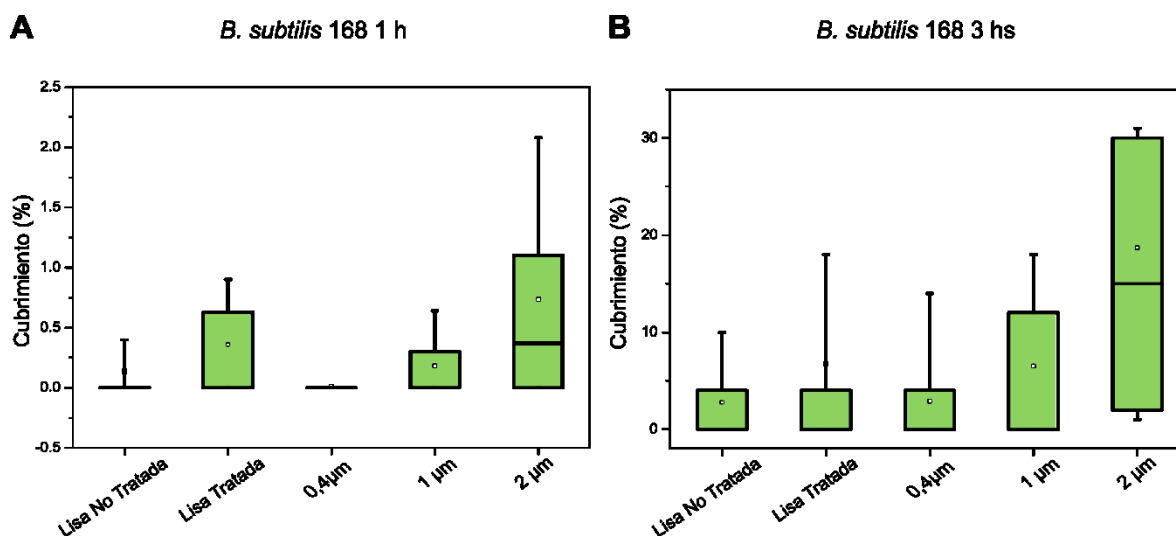 A
B. subtilis 168 1 h
Cubrimiento (%)
2.5
2.0
1.5
1.0
0.5
0.0
-0.5
Lisa No Tratada
Lisa Tratada
0,4µm
1 µm
2 µm
B
B. subtilis 168 3 hs
Cubrimiento (%)
30
20
10
0
Lisa No Tratada
Lisa Tratada
0,4µm
1 µm
2 µm